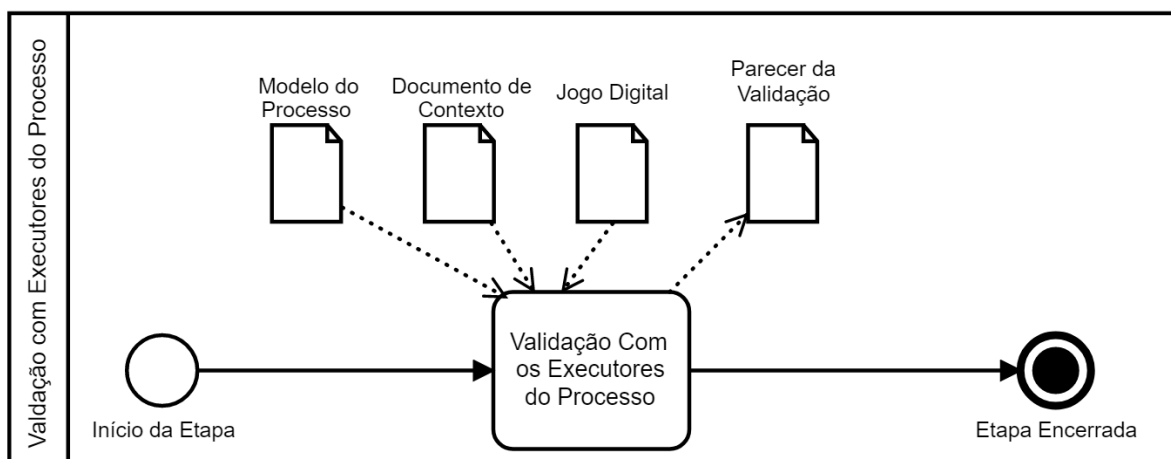 Valdação com Executores do Processo
Modelo do
Processo
Documento de
Contexto
Jogo Digital
Parecer da
Validação
Validação Com
os Executores
do Processo
Início da Etapa
Etapa Encerrada